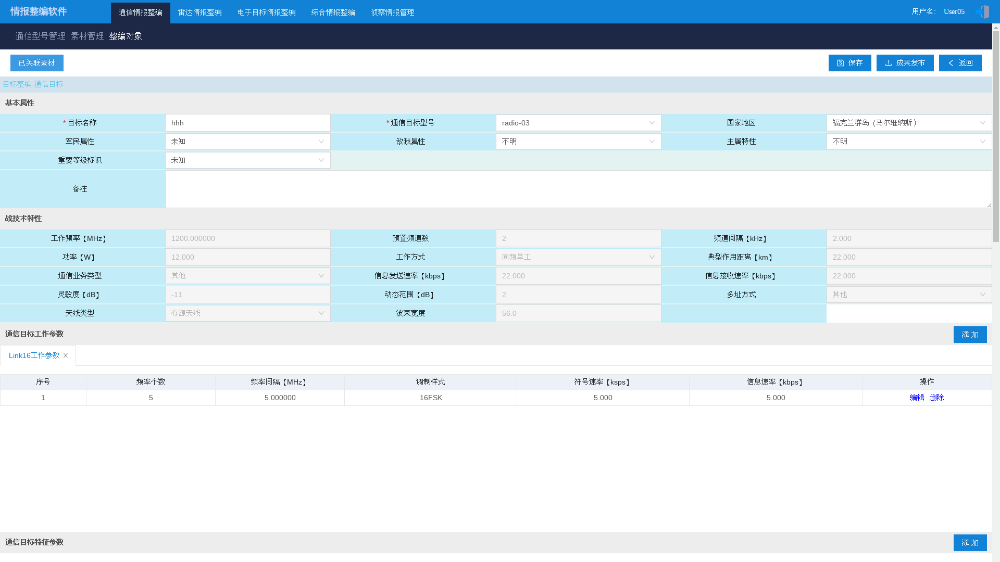 情报整编软件 通信情报整编 雷达情报整编 电子目标情报整编 综合情报整编 侦察情报管理 用户名： User05
通信型号管理 素材管理 整编对象
已关联素材 保存 成果发布 返回
目标整编-通信目标
基本属性
* 目标名称 hhh * 通信目标型号 radio-03 国家地区 福克兰群岛（马尔维纳斯）
军民属性 未知 敌我属性 不明 主属特性 不明
重要等级标识 未知
备注
战技术特性
工作频率【MHz】 1200.000000 预置频道数 2 频道间隔【kHz】 2.000
功率【W】 12.000 工作方式 同频单工 典型作用距离【km】 22.000
通信业务类型 其他 信息发送速率【kbps】 22.000 信息接收速率【kbps】 22.000
灵敏度【dB】 -11 动态范围【dB】 2 多址方式 其他
天线类型 有源天线 波束宽度 56.0
通信目标工作参数 添 加
Link16工作参数
序号 频率个数 频率间隔【MHz】 调制样式 符号速率【ksps】 信息速率【kbps】 操作
1 5 5.000000 16FSK 5.000 5.000 编辑 删除
通信目标特征参数 添 加